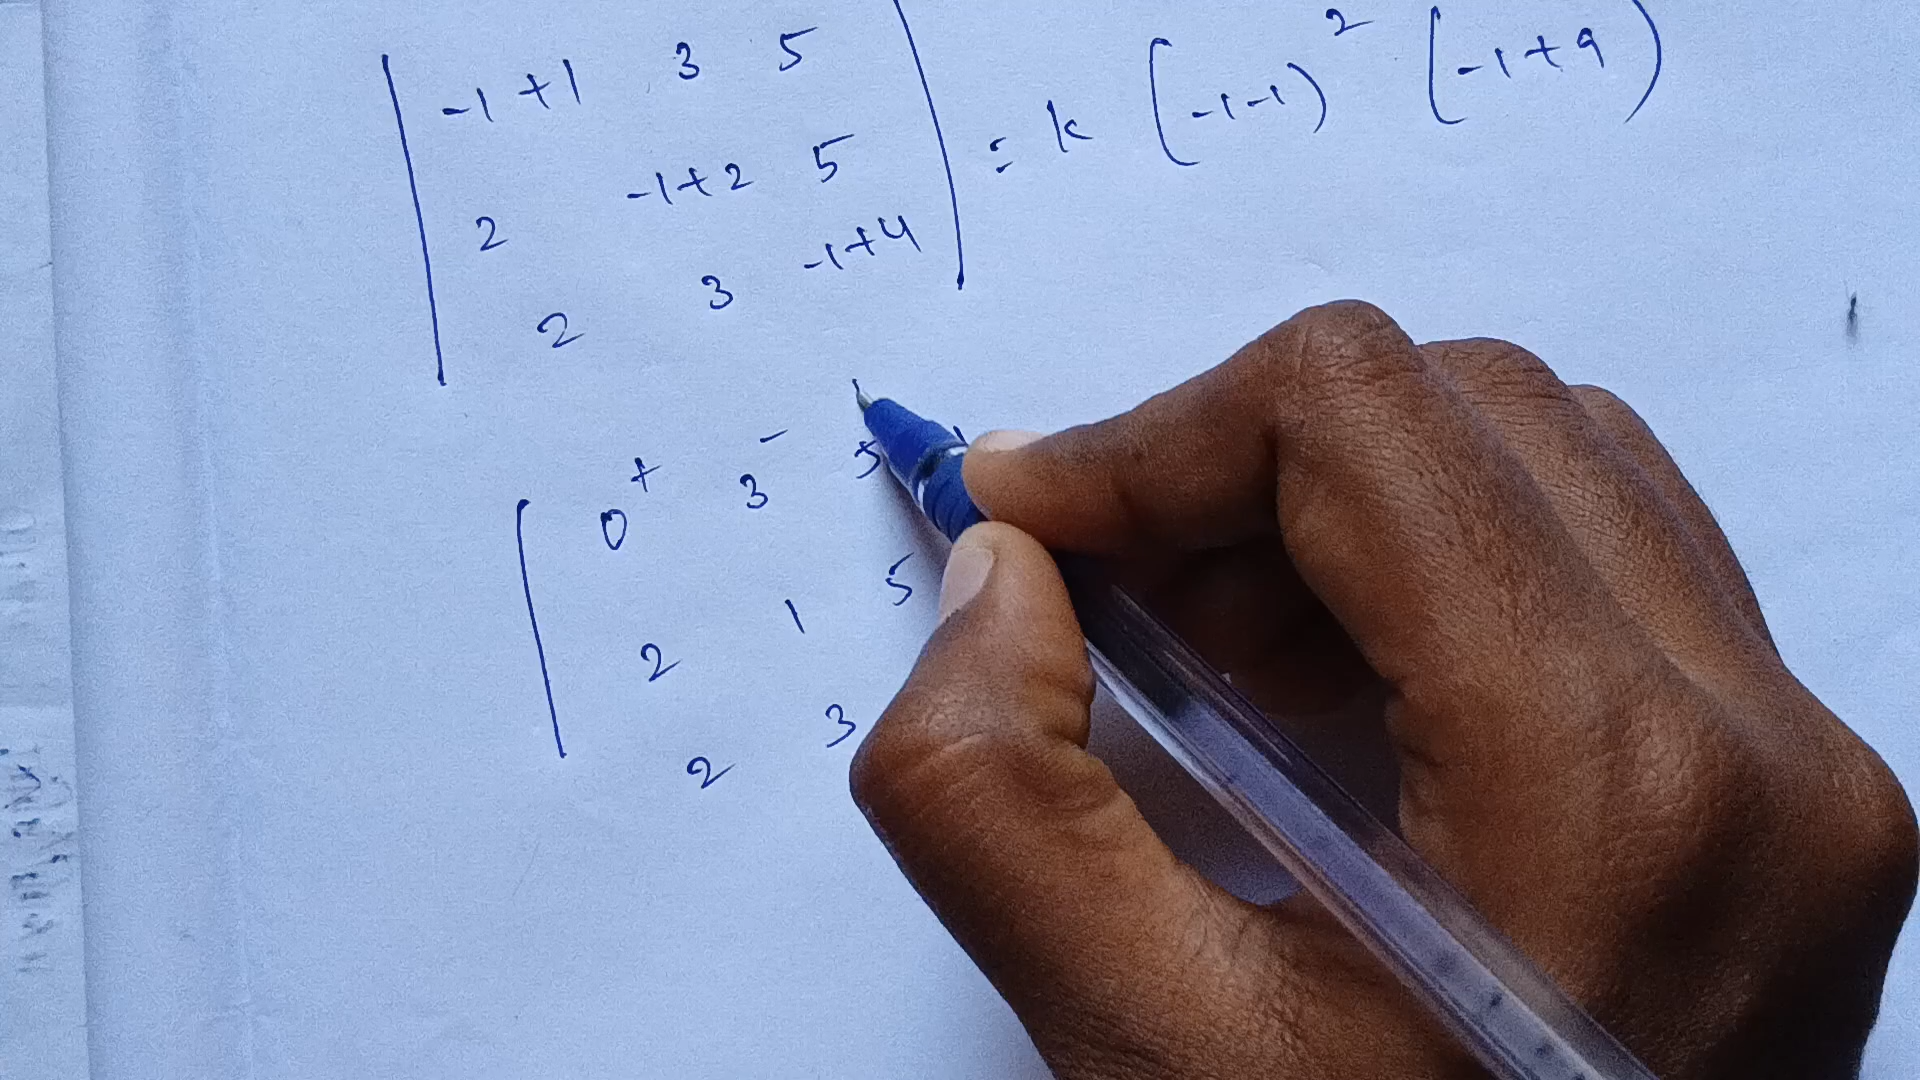 | -1+1 3 5 |
| 2 -1+2 5 | = k (-1-1)² (-1+9)
| 2 3 -1+4 |
| 0⁺ 3⁻ 5
| 2 1 5
| 2 3